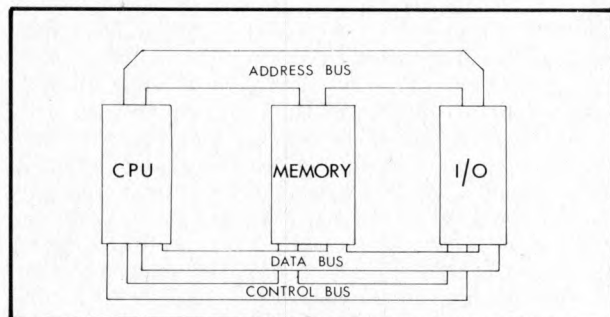 ADDRESS BUS
CPU
MEMORY
I/O
DATA BUS
CONTROL BUS